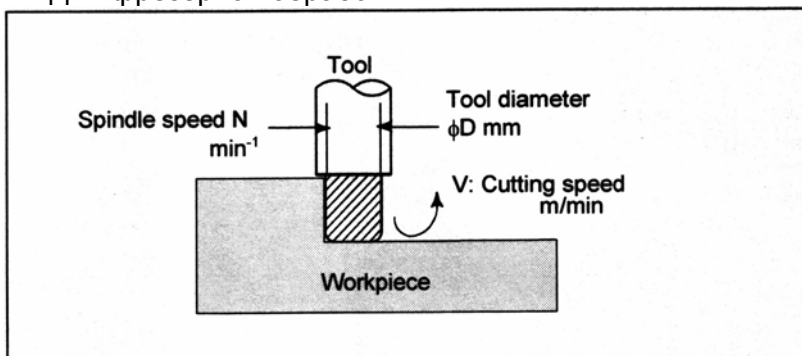 Tool
Spindle speed N
min-1
Tool diameter
ϕD mm
V: Cutting speed
m/min
Workpiece